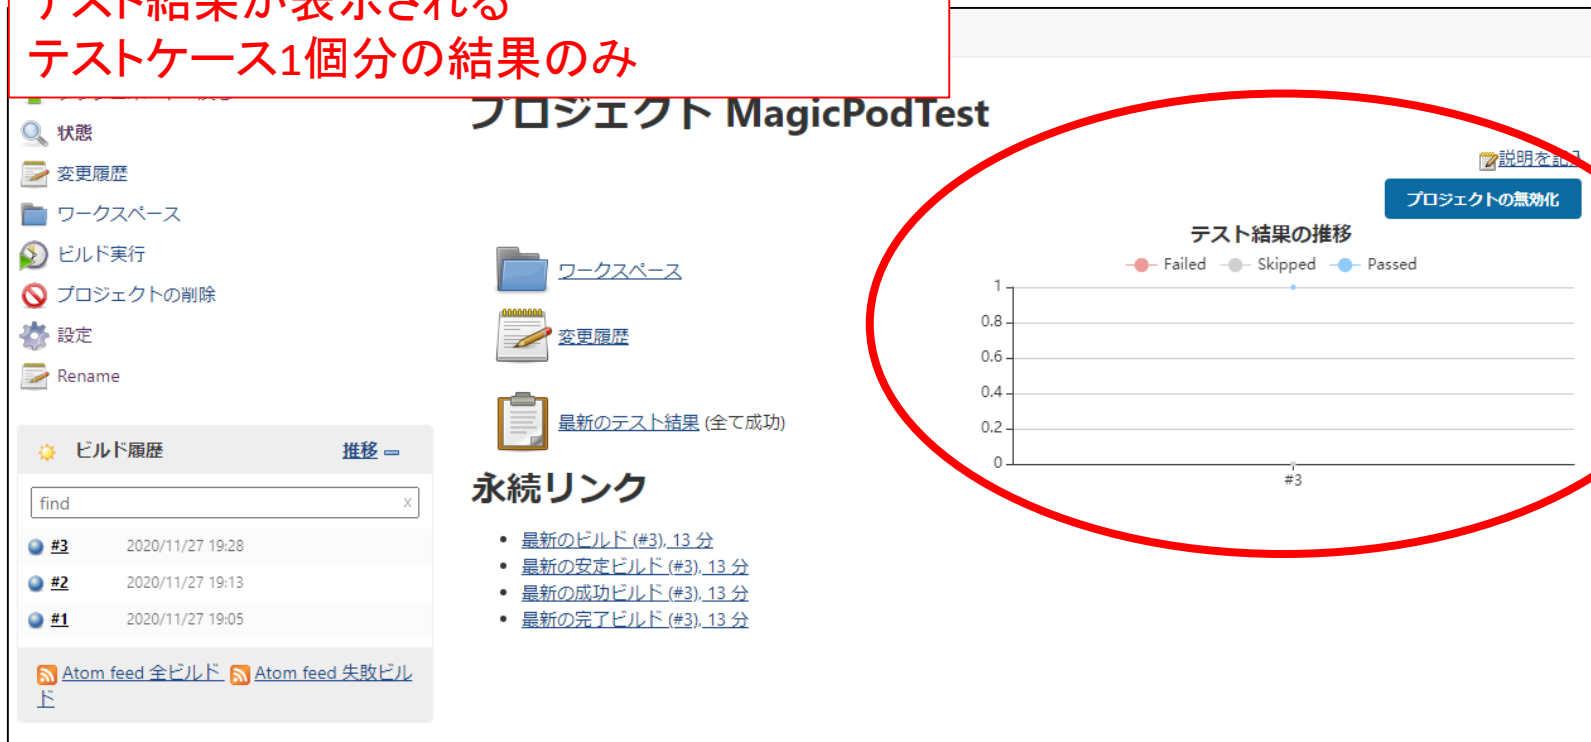 テスト結果が表示される
テストケース1個分の結果のみ
プロジェクト MagicPodTest
状態
変更履歴
ワークスペース
ビルド実行
プロジェクトの削除
設定
Rename
ビルド履歴 推移
find x
#3 2020/11/27 19:28
#2 2020/11/27 19:13
#1 2020/11/27 19:05
Atom feed 全ビルド Atom feed 失敗ビル
ド
ワークスペース
変更履歴
最新のテスト結果 (全て成功)
永続リンク
最新のビルド (#3), 13 分
最新の安定ビルド (#3), 13 分
最新の成功ビルド (#3), 13 分
最新の完了ビルド (#3), 13 分
説明を記入
プロジェクトの無効化
テスト結果の推移
Failed Skipped Passed
1
0.8
0.6
0.4
0.2
0
#3